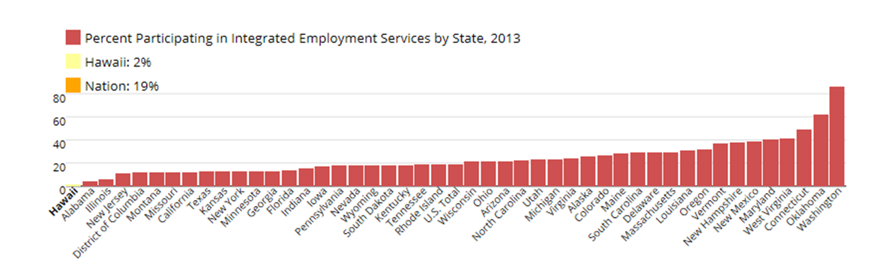 Percent Participating in Integrated Employment Services by State, 2013
Hawaii: 2%
Nation: 19%
80
60
40
20
0
Hawaii
Alabama
Illinois
New Jersey
District of Columbia
Montana
Missouri
California
Texas
Kansas
New York
Minnesota
Georgia
Florida
Indiana
Iowa
Pennsylvania
Nevada
Wyoming
South Dakota
Kentucky
Tennessee
Rhode Island
U.S. Total
Wisconsin
Ohio
Arizona
North Carolina
Utah
Michigan
Virginia
Alaska
Colorado
Maine
South Carolina
Delaware
Massachusetts
Louisiana
Oregon
Vermont
New Hampshire
New Mexico
Maryland
West Virginia
Connecticut
Oklahoma
Washington